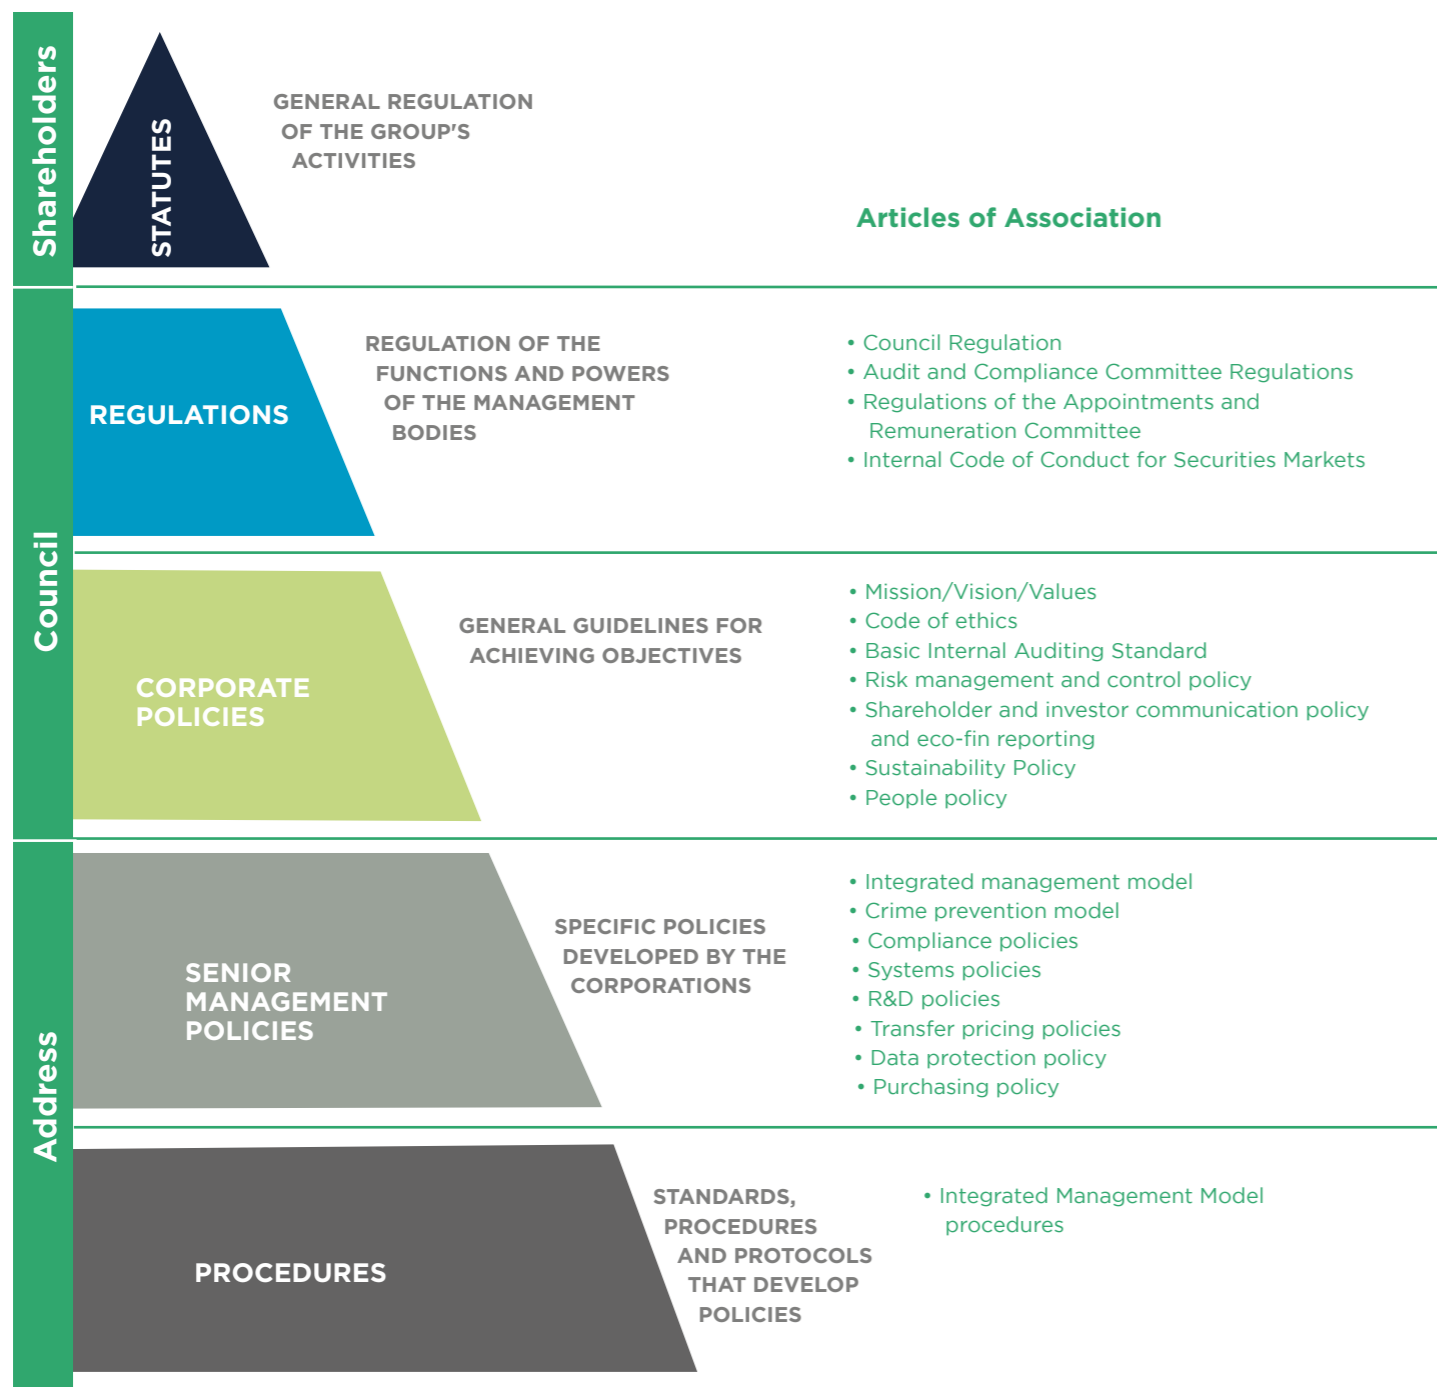 Shareholders
STATUTES
GENERAL REGULATION
OF THE GROUP'S
ACTIVITIES
Articles of Association
Council
REGULATIONS
REGULATION OF THE
FUNCTIONS AND POWERS
OF THE MANAGEMENT
BODIES
• Council Regulation
• Audit and Compliance Committee Regulations
• Regulations of the Appointments and
Remuneration Committee
• Internal Code of Conduct for Securities Markets
CORPORATE
POLICIES
GENERAL GUIDELINES FOR
ACHIEVING OBJECTIVES
• Mission/Vision/Values
• Code of ethics
• Basic Internal Auditing Standard
• Risk management and control policy
• Shareholder and investor communication policy
and eco-fin reporting
• Sustainability Policy
• People policy
Address
SENIOR
MANAGEMENT
POLICIES
SPECIFIC POLICIES
DEVELOPED BY THE
CORPORATIONS
• Integrated management model
• Crime prevention model
• Compliance policies
• Systems policies
• R&D policies
• Transfer pricing policies
• Data protection policy
• Purchasing policy
PROCEDURES
STANDARDS,
PROCEDURES
AND PROTOCOLS
THAT DEVELOP
POLICIES
• Integrated Management Model
procedures